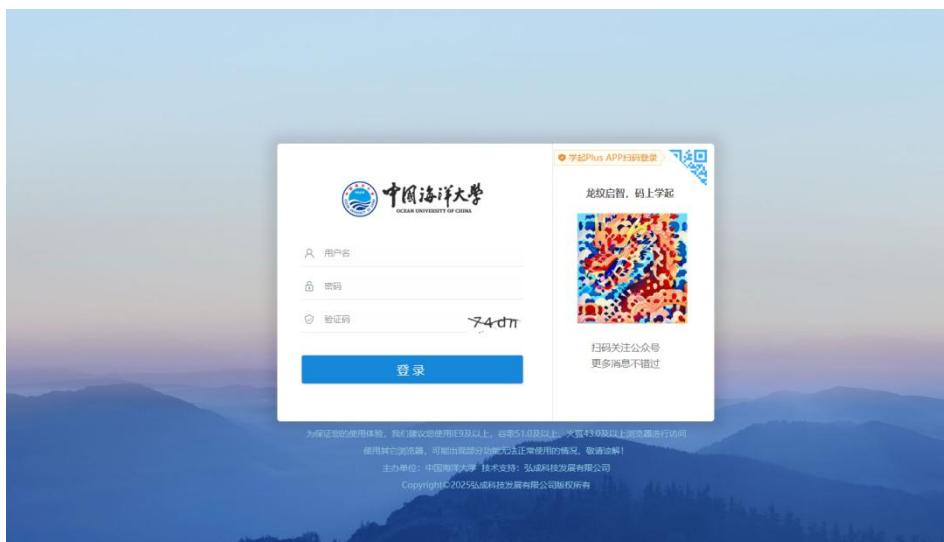 中国海洋大学
OCEAN UNIVERSITY OF CHINA
用户名
密码
验证码
74dn
登录
学起Plus APP扫码登录
龙纹启智，码上学起
扫码关注公众号
更多消息不错过
为保证您的使用体验，我们建议您使用IE9及以上，谷歌51.0及以上，火狐43.0及以上浏览器进行访问
使用其它浏览器，可能出现部分功能无法正常使用的情况，敬请谅解！
主办单位：中国海洋大学 技术支持：弘成科技发展有限公司
Copyright©2025弘成科技发展有限公司版权所有